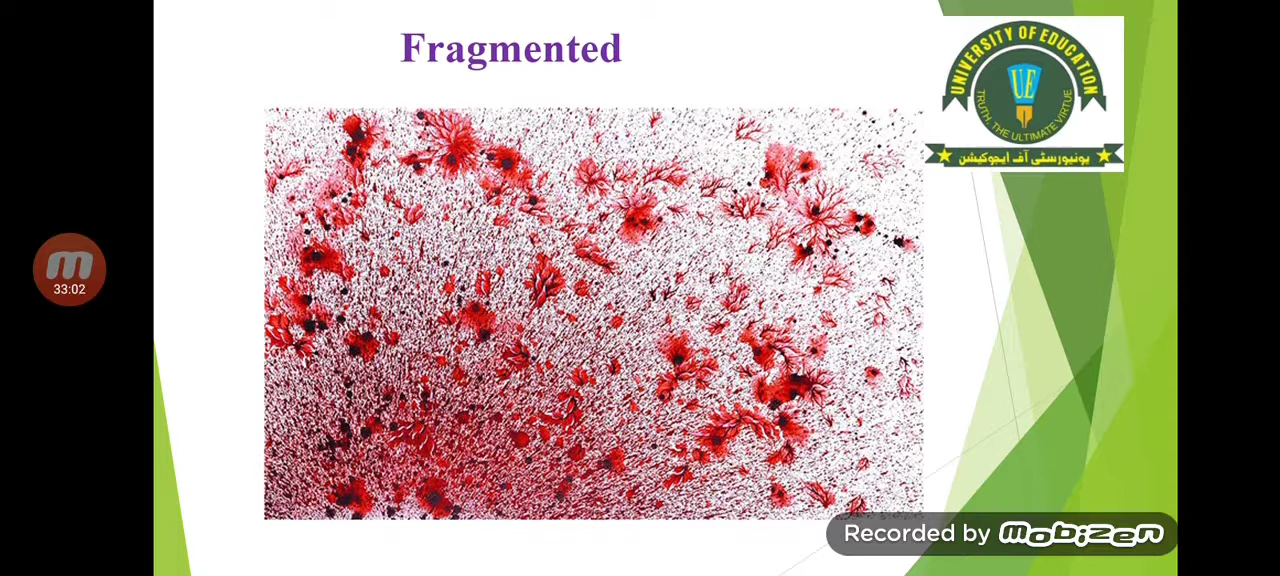 Fragmented
UNIVERSITY OF EDUCATION
UE
TRUTH, THE ULTIMATE VIRTUE
یونیورسٹی آف ایجوکیشن
m
33:02
Recorded by mobizen